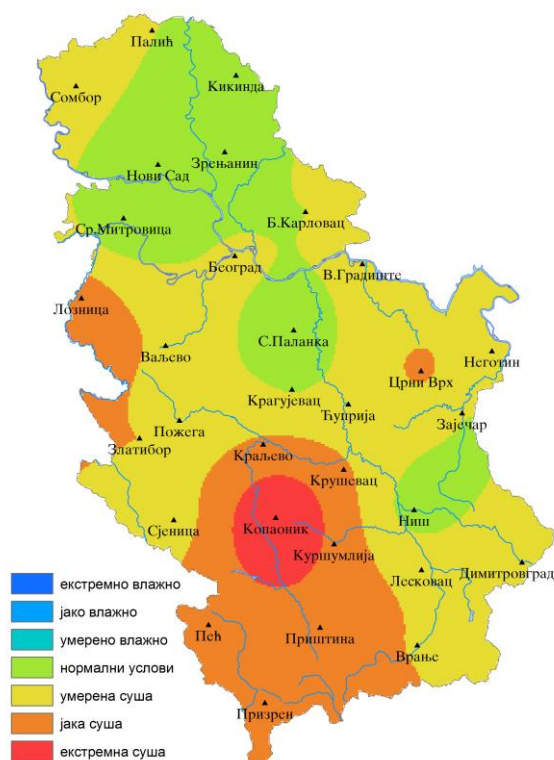 Палић
Сомбор
Кикинда
Зрењанин
Нови Сад
Ср.Митровица
Б.Карловац
Београд
В.Градиште
Лозница
С.Паланка
Ваљево
Неготин
Црни Врх
Крагујевац
Ћуприја
Зајечар
Пожега
Златибор
Краљево
Крушевац
Ниш
Копаоник
Сјеница
Куршумлија
Димитровград
Лесковац
Пећ
Приштина
Врање
Призрен
екстремно влажно
јако влажно
умерено влажно
нормални услови
умерена суша
јака суша
екстремна суша